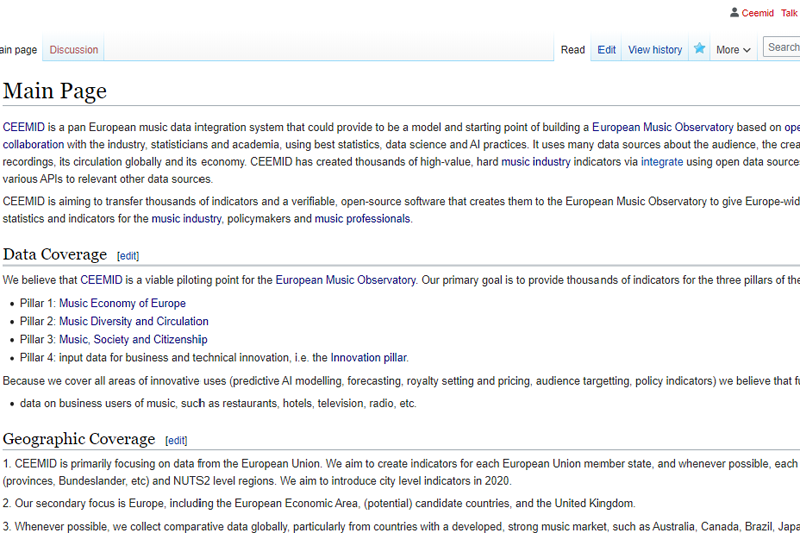 Ceemid Talk
ain page Discussion Read Edit View history More Search
Main Page
CEEMID is a pan European music data integration system that could provide to be a model and starting point of building a European Music Observatory based on ope
collaboration with the industry, statisticians and academia, using best statistics, data science and AI practices. It uses many data sources about the audience, the crea
recordings, its circulation globally and its economy. CEEMID has created thousands of high-value, hard music industry indicators via integrate using open data sources
various APIs to relevant other data sources.
CEEMID is aiming to transfer thousands of indicators and a verifiable, open-source software that creates them to the European Music Observatory to give Europe-wid
statistics and indicators for the music industry, policymakers and music professionals.
Data Coverage [edit]
We believe that CEEMID is a viable piloting point for the European Music Observatory. Our primary goal is to provide thousands of indicators for the three pillars of the
• Pillar 1: Music Economy of Europe
• Pillar 2: Music Diversity and Circulation
• Pillar 3: Music, Society and Citizenship
• Pillar 4: input data for business and technical innovation, i.e. the Innovation pillar.
Because we cover all areas of innovative uses (predictive AI modelling, forecasting, royalty setting and pricing, audience targetting, policy indicators) we believe that fu
• data on business users of music, such as restaurants, hotels, television, radio, etc.
Geographic Coverage [edit]
1. CEEMID is primarily focusing on data from the European Union. We aim to create indicators for each European Union member state, and whenever possible, each
(provinces, Bundeslander, etc) and NUTS2 level regions. We aim to introduce city level indicators in 2020.
2. Our secondary focus is Europe, including the European Economic Area, (potential) candidate countries, and the United Kingdom.
3. Whenever possible, we collect comparative data globally, particularly from countries with a developed, strong music market, such as Australia, Canada, Brazil, Japa